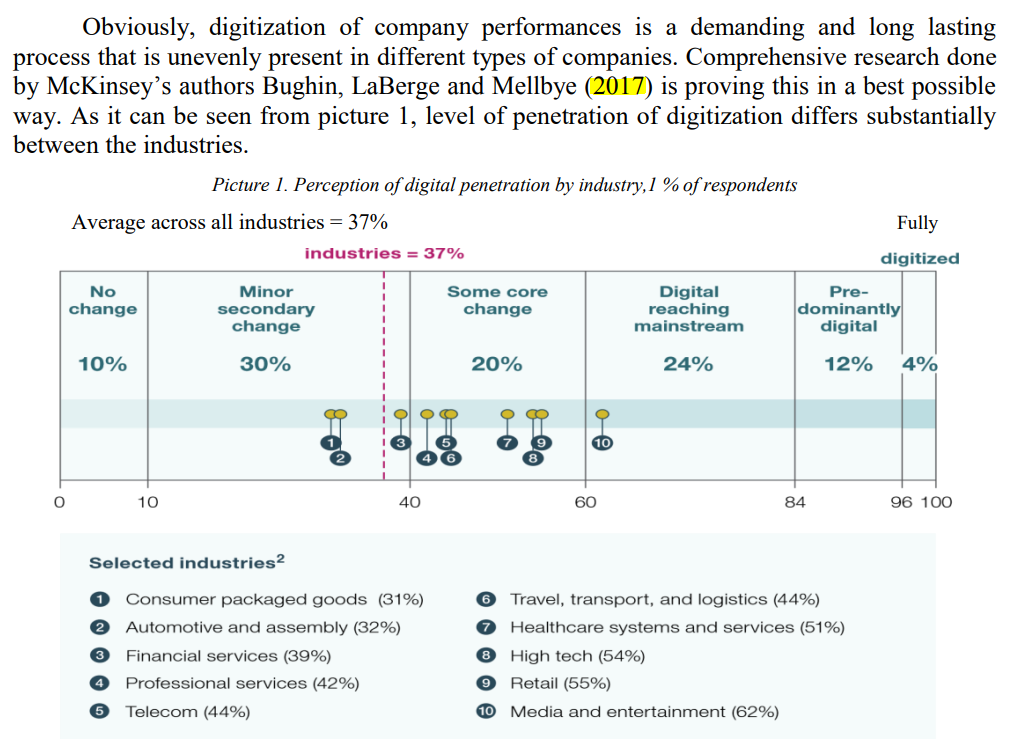 Obviously, digitization of company performances is a demanding and long lasting
process that is unevenly present in different types of companies. Comprehensive research done
by McKinsey's authors Bughin, LaBerge and Mellbye (2017) is proving this in a best possible
way. As it can be seen from picture 1, level of penetration of digitization differs substantially
between the industries.
Picture 1. Perception of digital penetration by industry,1 % of respondents
Average across all industries = 37%
Fully
industries = 37%
digitized
No
change
Minor
secondary
change
Some core
change
Digital
reaching
mainstream
Pre-
dominantly
digital
10% 30% 20% 24% 12% 4%
1 2 3 4 5 6 7 8 9 10
0 10 40 60 84 96 100
Selected industries2
1 Consumer packaged goods (31%)
2 Automotive and assembly (32%)
3 Financial services (39%)
4 Professional services (42%)
5 Telecom (44%)
6 Travel, transport, and logistics (44%)
7 Healthcare systems and services (51%)
8 High tech (54%)
9 Retail (55%)
10 Media and entertainment (62%)